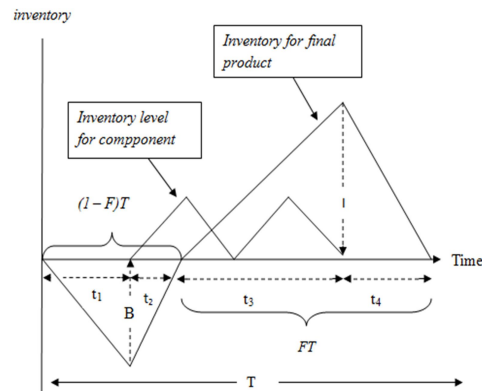 inventory
Inventory for final
product
Inventory level
for compponent
(1 – F)T
I
Time
t1
t2
t3
t4
B
FT
T